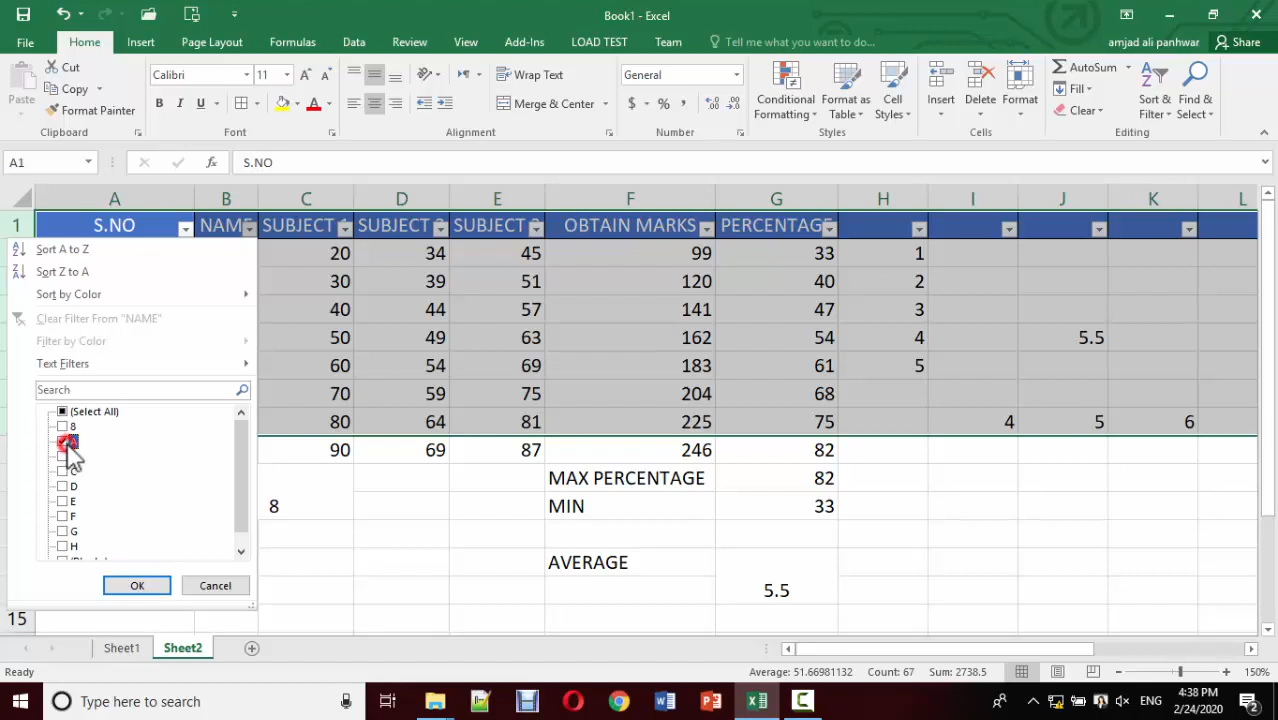 Book1 - Excel
File Home Insert Page Layout Formulas Data Review View Add-Ins LOAD TEST Team Tell me what you want to do... amjad ali panhwar Share
Paste
Cut
Copy
Format Painter
Clipboard
Calibri 11
B I U
Font
Wrap Text
Merge & Center
Alignment
General
$ % ,
Number
Conditional Formatting
Format as Table
Cell Styles
Styles
Insert Delete Format
Cells
AutoSum
Fill
Clear
Sort & Filter
Find & Select
Editing
A1 fx S.NO
A B C D E F G H I J K L
1 S.NO NAME SUBJECT 1 SUBJECT 2 SUBJECT 3 OBTAIN MARKS PERCENTAG
20 34 45 99 33 1
30 39 51 120 40 2
40 44 57 141 47 3
50 49 63 162 54 4 5.5
60 54 69 183 61 5
70 59 75 204 68
80 64 81 225 75 4 5 6
90 69 87 246 82
MAX PERCENTAGE 82
8 MIN 33
AVERAGE
5.5
15
Sort A to Z
Sort Z to A
Sort by Color
Clear Filter From "NAME"
Filter by Color
Text Filters
Search
(Select All)
8
C
D
E
F
G
H
OK Cancel
Sheet1 Sheet2
Ready Average: 51.66981132 Count: 67 Sum: 2738.5 150%
Type here to search
ENG
4:38 PM
2/24/2020
2